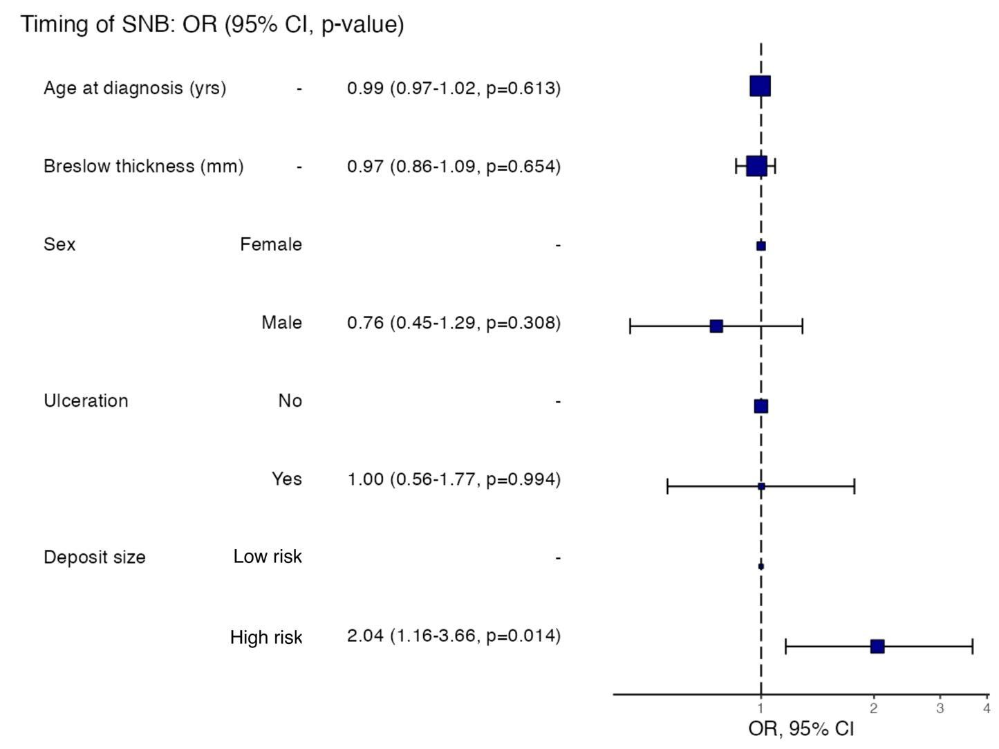 Timing of SNB: OR (95% CI, p-value)
Age at diagnosis (yrs) - 0.99 (0.97-1.02, p=0.613)
Breslow thickness (mm) - 0.97 (0.86-1.09, p=0.654)
Sex Female -
Male 0.76 (0.45-1.29, p=0.308)
Ulceration No -
Yes 1.00 (0.56-1.77, p=0.994)
Deposit size Low risk -
High risk 2.04 (1.16-3.66, p=0.014)
1 2 3 4
OR, 95% CI